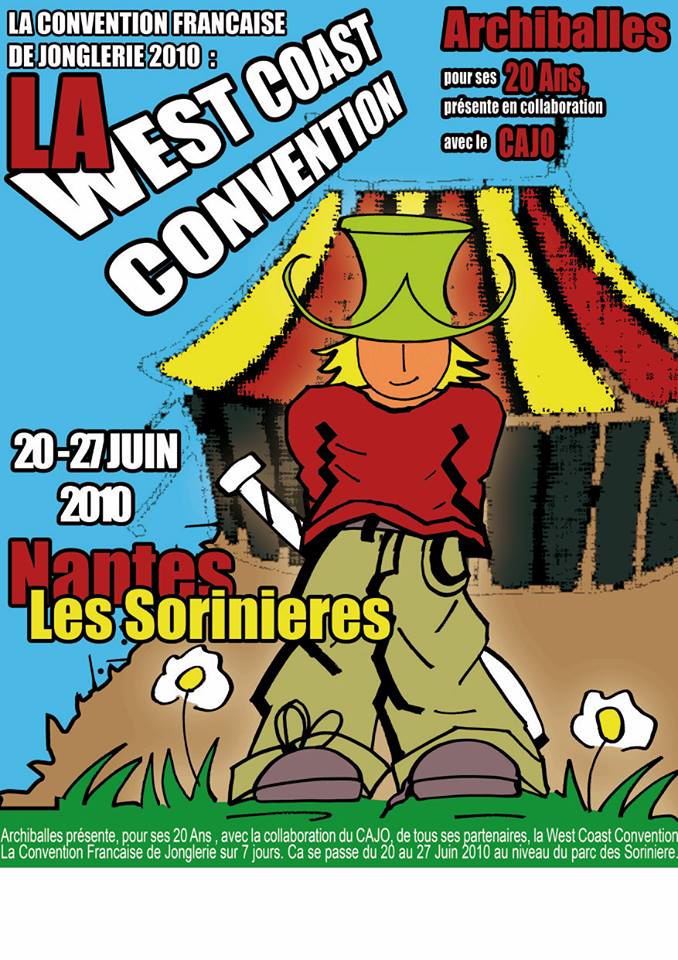 LA CONVENTION FRANCAISE
DE JONGLERIE 2010 :
LA
WEST COAST
CONVENTION
Archiballes
pour ses 20 Ans,
présente en collaboration
avec le CAJO
20-27 JUIN
2010
Nantes
Les Sorinieres
Archiballes présente, pour ses 20 Ans , avec la collaboration du CAJO, de tous ses partenaires, la West Coast Convention
La Convention Francaise de Jonglerie sur 7 jours. Ca se passe du 20 au 27 Juin 2010 au niveau du parc des Soriniere.